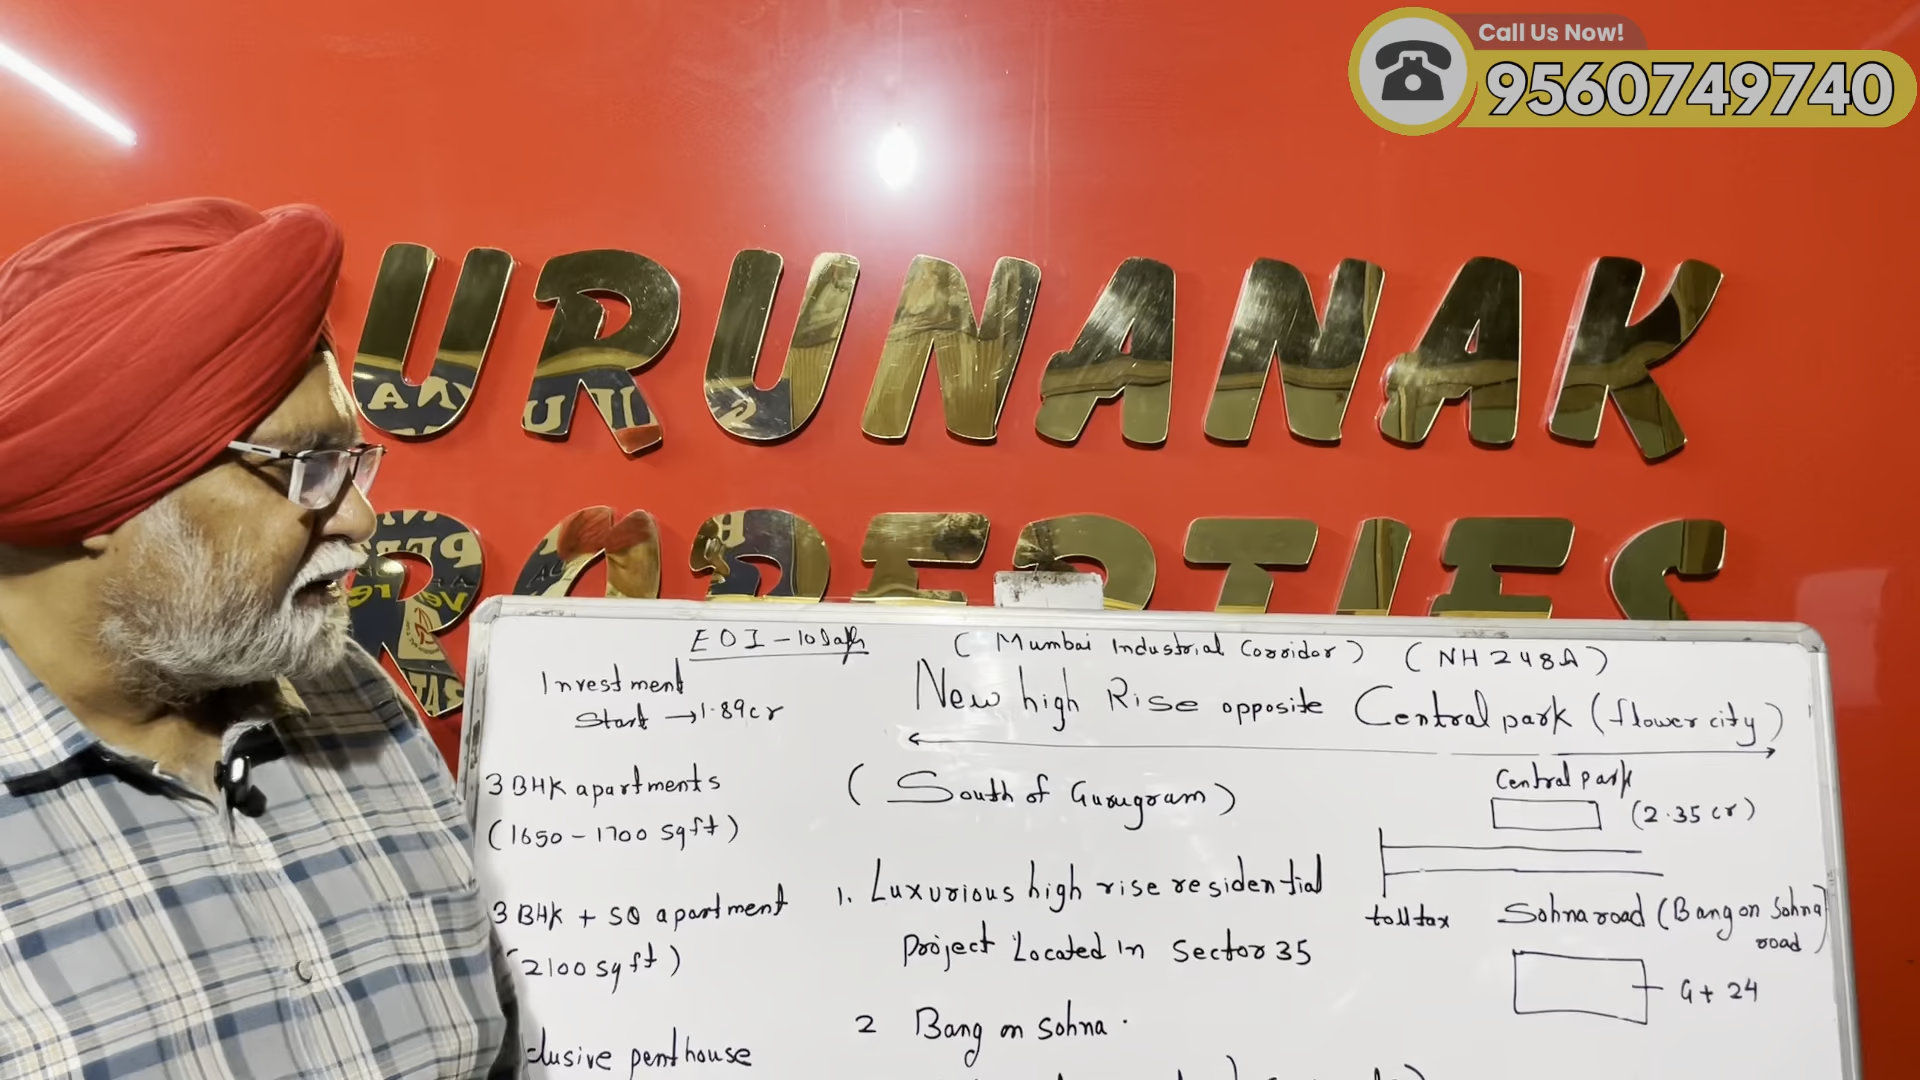 Call Us Now!
9560749740
URUNANAK
ROPERTIES
EOI - 10 Lakh
(Mumbai Industrial Corridor) (NH 248A)
Investment
Start → 1.89 cr
New high Rise opposite Central park (flower city)
3 BHK apartments
(1650 - 1700 sqft)
(South of Gurugram)
Central park
(2.35 cr)
3 BHK + SQ apartment
2100 sqft)
1. Luxurious high rise residential
project Located in Sector 35
toll tax
Sohna road (Bang on Sohna road)
G + 24
2 Bang on Sohna.
clusive penthouse